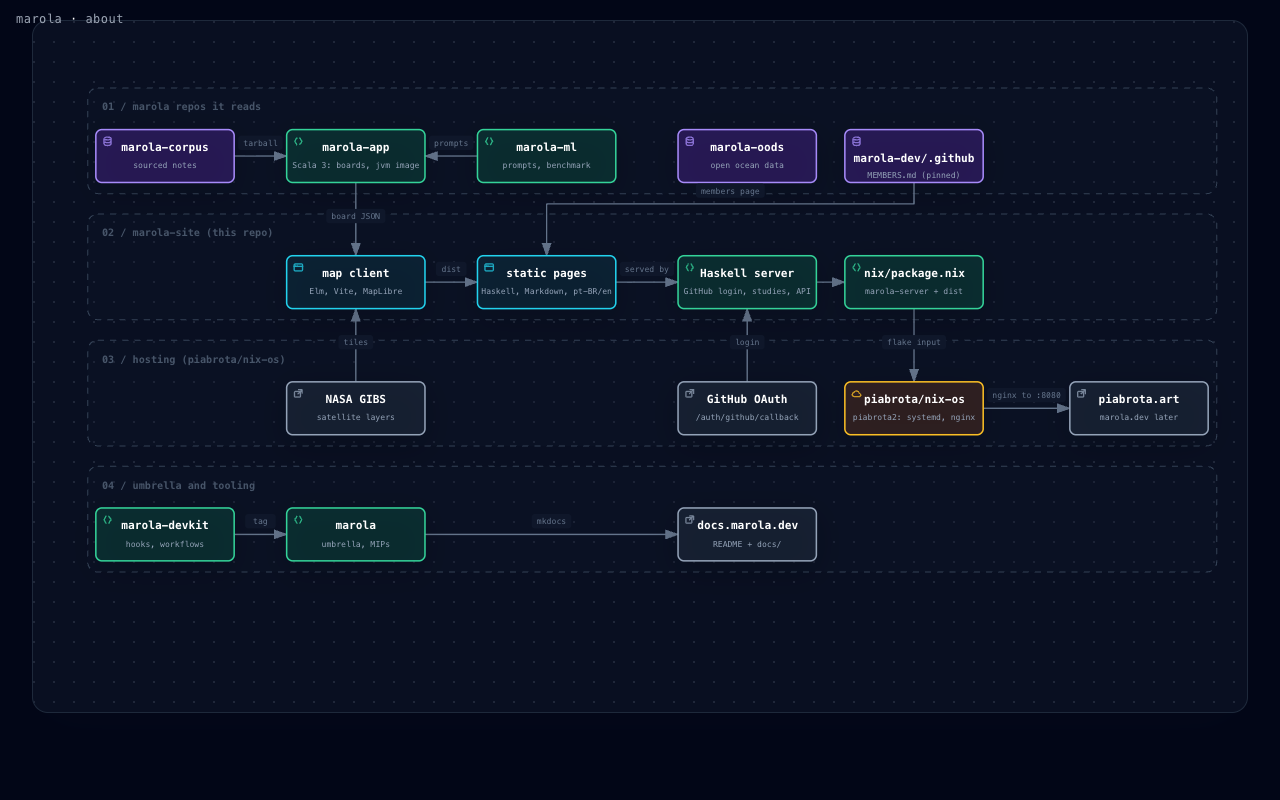 marola · about
01 / marola repos it reads
marola-corpus
sourced notes
tarball
marola-app
Scala 3: boards, jvm image
prompts
marola-ml
prompts, benchmark
marola-oods
open ocean data
marola-dev/.github
MEMBERS.md (pinned)
members page
board JSON
02 / marola-site (this repo)
map client
Elm, Vite, MapLibre
dist
static pages
Haskell, Markdown, pt-BR/en
served by
Haskell server
GitHub login, studies, API
nix/package.nix
marola-server + dist
tiles
login
flake input
03 / hosting (piabrota/nix-os)
NASA GIBS
satellite layers
GitHub OAuth
/auth/github/callback
piabrota/nix-os
piabrota2: systemd, nginx
nginx to :8080
piabrota.art
marola.dev later
04 / umbrella and tooling
marola-devkit
hooks, workflows
tag
marola
umbrella, MIPs
mkdocs
docs.marola.dev
README + docs/